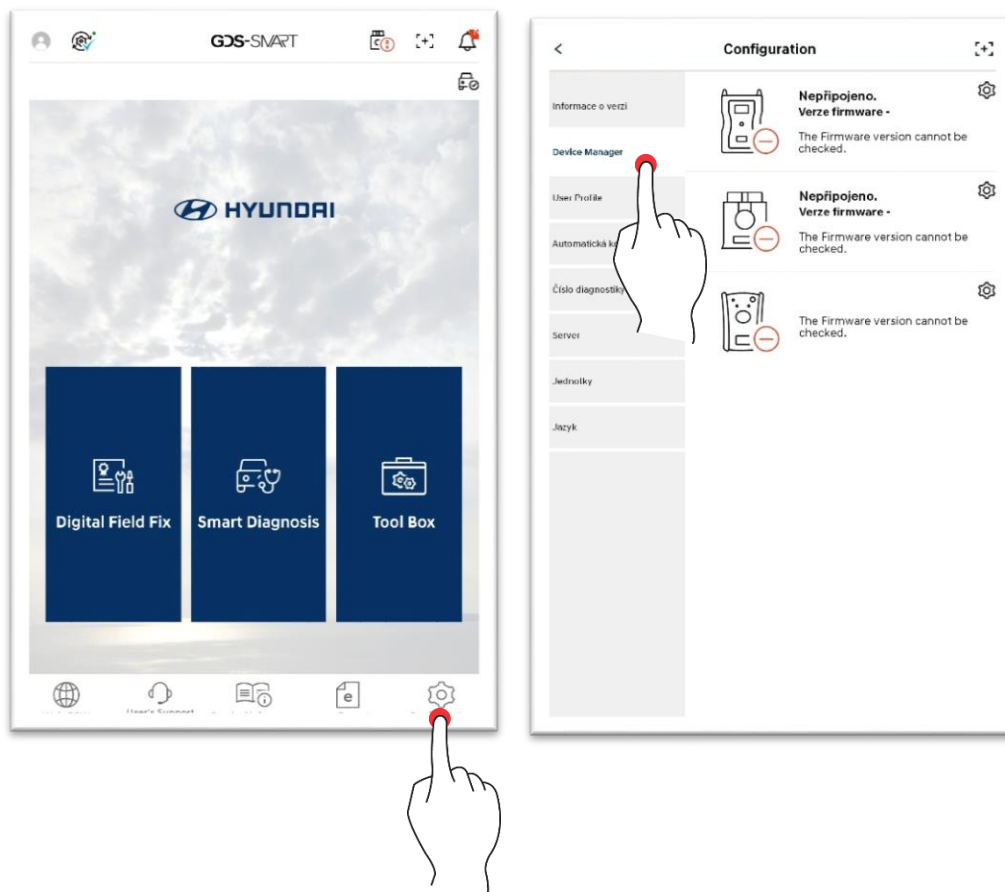 GDS-SMART
HYUNDAI
Digital Field Fix
Smart Diagnosis
Tool Box
User's Support
Configuration
Informace o verzi
Device Manager
User Profile
Automatická
Číslo diagnostiky
Server
Jednotky
Jazyk
Nepřipojeno.
Verze firmware -
The Firmware version cannot be
checked.
Nepřipojeno.
Verze firmware -
The Firmware version cannot be
checked.
The Firmware version cannot be
checked.